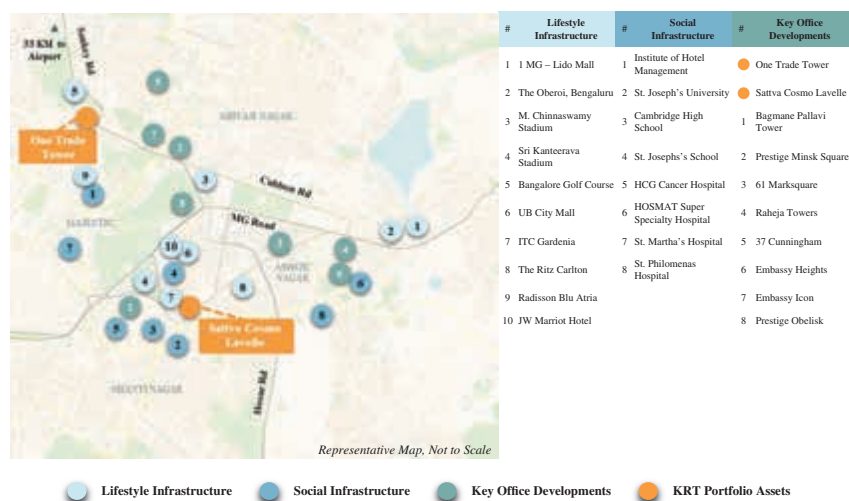 33 KM to
Airport
Sankey Rd
One Trade
Tower
Cubbon Rd
MG Road
Sattva Cosmo
Lavelle
Hosur Rd
Representative Map, Not to Scale
# Lifestyle Infrastructure # Social Infrastructure # Key Office Developments
1 1 MG – Lido Mall 1 Institute of Hotel Management One Trade Tower
2 The Oberoi, Bengaluru 2 St. Joseph's University Sattva Cosmo Lavelle
3 M. Chinnaswamy Stadium 3 Cambridge High School 1 Bagmane Pallavi Tower
4 Sri Kanteerava Stadium 4 St. Josephs's School 2 Prestige Minsk Square
5 Bangalore Golf Course 5 HCG Cancer Hospital 3 61 Marksquare
6 UB City Mall 6 HOSMAT Super Specialty Hospital 4 Raheja Towers
7 ITC Gardenia 7 St. Martha's Hospital 5 37 Cunningham
8 The Ritz Carlton 8 St. Philomenas Hospital 6 Embassy Heights
9 Radisson Blu Atria 7 Embassy Icon
10 JW Marriot Hotel 8 Prestige Obelisk
Lifestyle Infrastructure Social Infrastructure Key Office Developments KRT Portfolio Assets